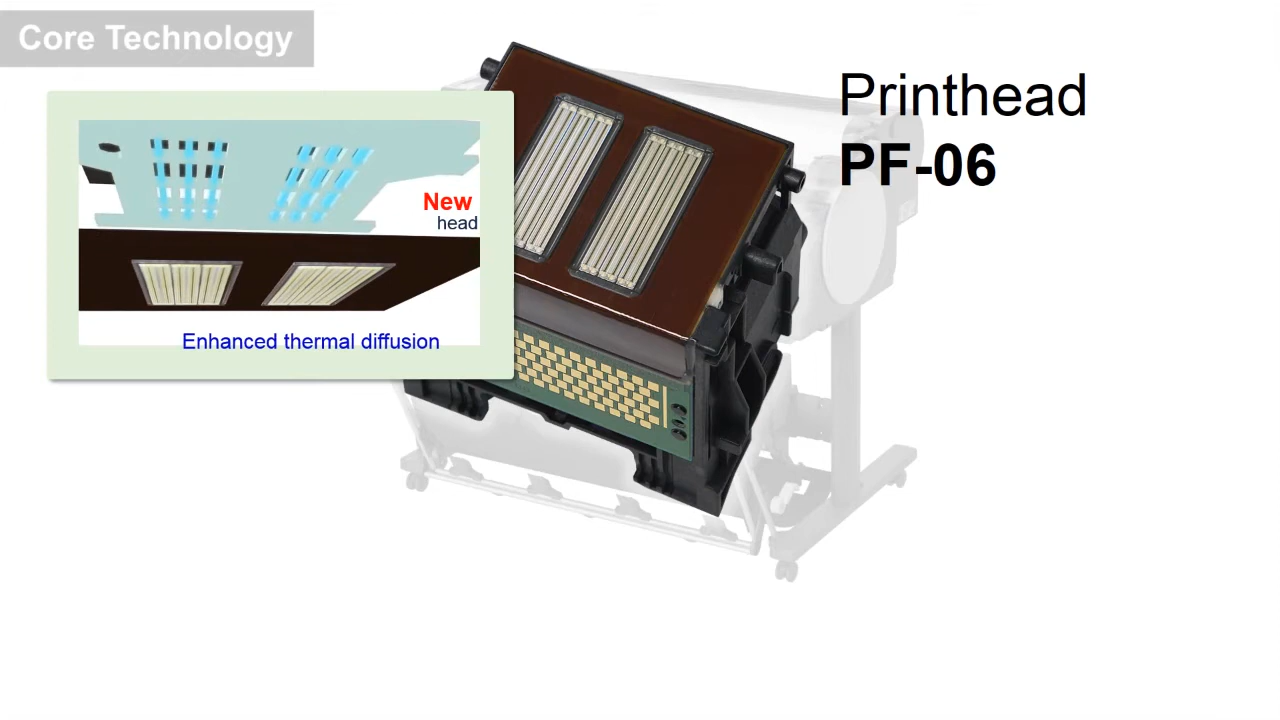 Core Technology
Printhead
PF-06
New
head
Enhanced thermal diffusion